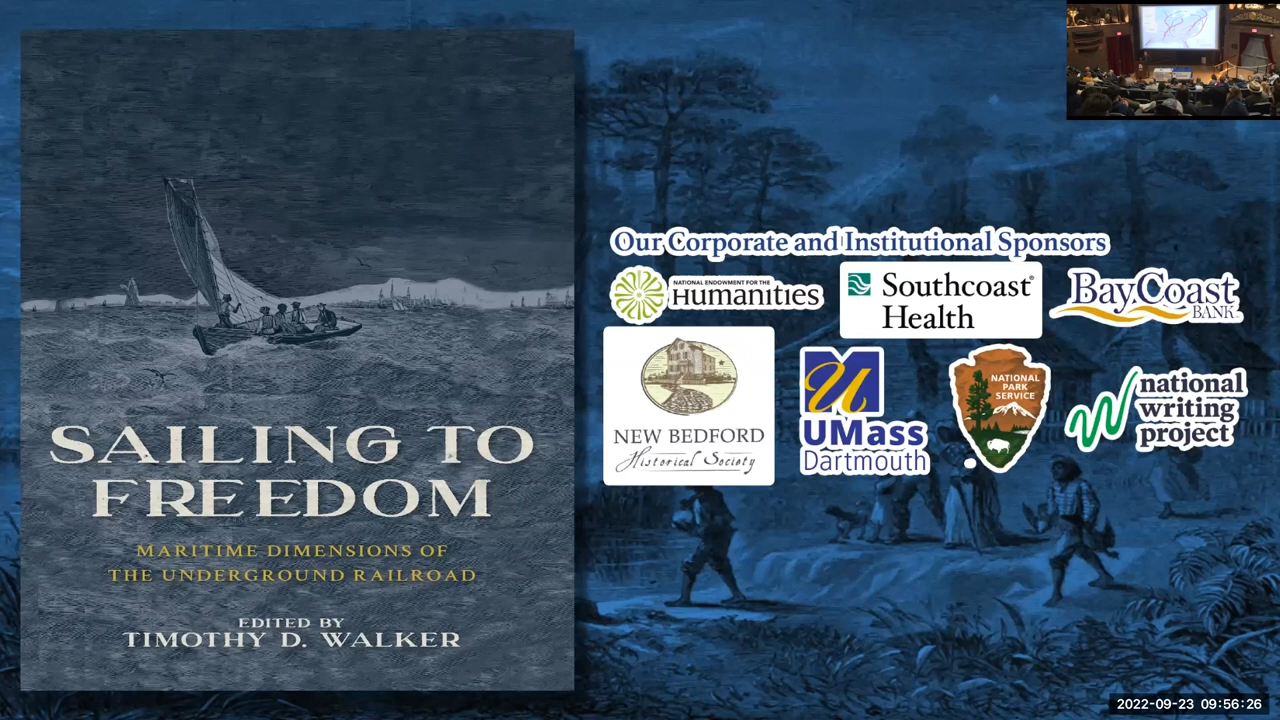 SAILING TO
FREEDOM
MARITIME DIMENSIONS OF
THE UNDERGROUND RAILROAD
EDITED BY
TIMOTHY D. WALKER
Our Corporate and Institutional Sponsors
NATIONAL ENDOWMENT FOR THE
Humanities
Southcoast®
Health
BayCoast
BANK
NEW BEDFORD
Historical Society
UMass
Dartmouth
NATIONAL
PARK
SERVICE
national
writing
project
2022-09-23 09:56:26